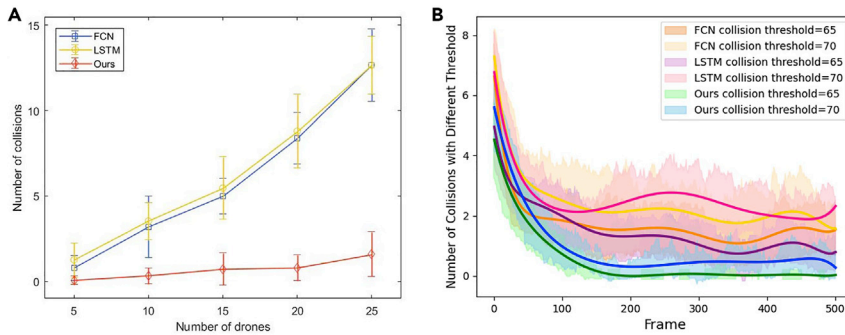 A
FCN
LSTM
Ours
15
10
5
0
5
10
15
20
25
Number of collisions
Number of drones
B
FCN collision threshold=65
FCN collision threshold=70
LSTM collision threshold=65
LSTM collision threshold=70
Ours collision threshold=65
Ours collision threshold=70
8
6
4
2
0
0
100
200
300
400
500
Number of Collisions with Different Threshold
Frame